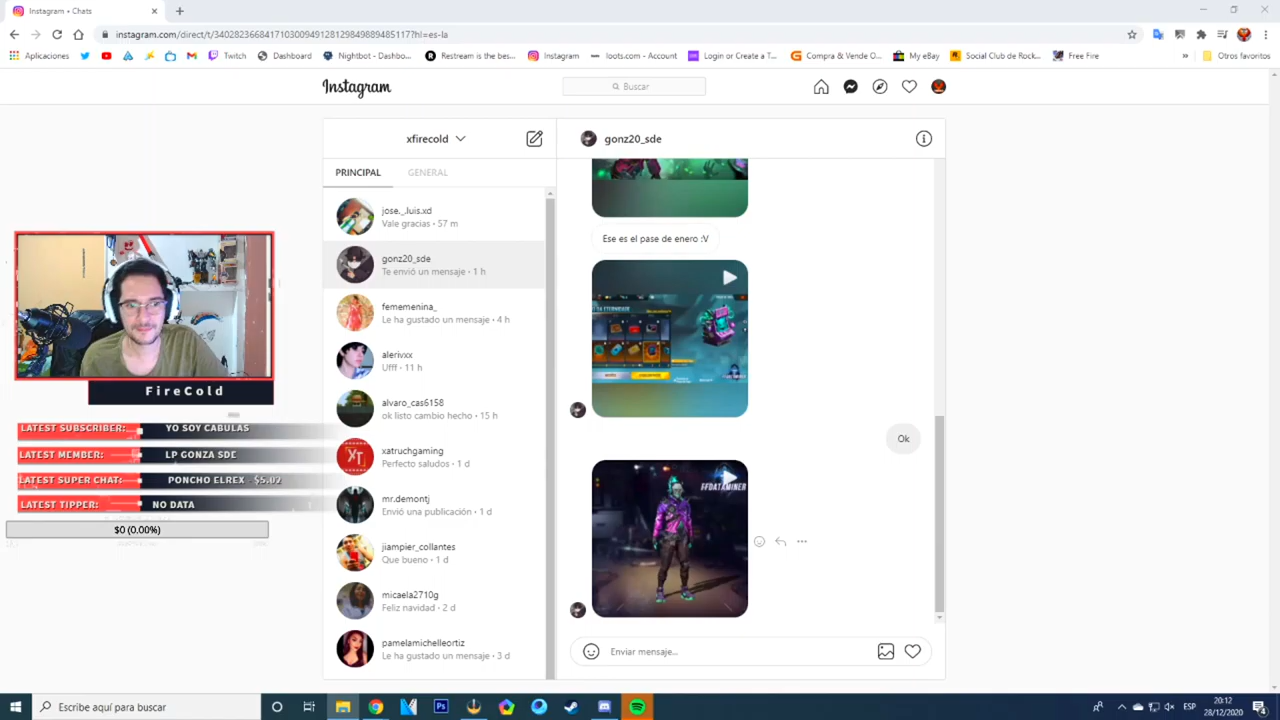 Instagram • Chats
instagram.com/direct/t/340282366841710300949128129849889485117?hl=es-la
Aplicaciones
Twitch
Dashboard
Nightbot - Dashbo...
Restream is the bes...
Instagram
loots.com - Account
Login or Create a T...
Compra & Vende O...
My eBay
Social Club de Rock...
Free Fire
Otros favoritos
Instagram
Buscar
xfirecold
gonz20_sde
PRINCIPAL GENERAL
jose._.luis.xd
Vale gracias • 57 m
gonz20_sde
Te envió un mensaje • 1 h
fememenina_
Le ha gustado un mensaje • 4 h
alerivxx
Ufff • 11 h
alvaro_cas6158
ok listo cambio hecho • 15 h
xatruchgaming
Perfecto saludos • 1 d
mr.demontj
Envió una publicación • 1 d
jiampier_collantes
Que bueno • 1 d
micaela2710g
Feliz navidad • 2 d
pamelamichelleortiz
Le ha gustado un mensaje • 3 d
Ese es el pase de enero :V
Ok
FFDATAMINER
Enviar mensaje...
FireCold
LATEST SUBSCRIBER: YO SOY CABULAS
LATEST MEMBER: LP GONZA SDE
LATEST SUPER CHAT: PONCHO ELREX - $5.02
LATEST TIPPER: NO DATA
$0 (0.00%)
Escribe aquí para buscar
ESP
20:12
28/12/2020